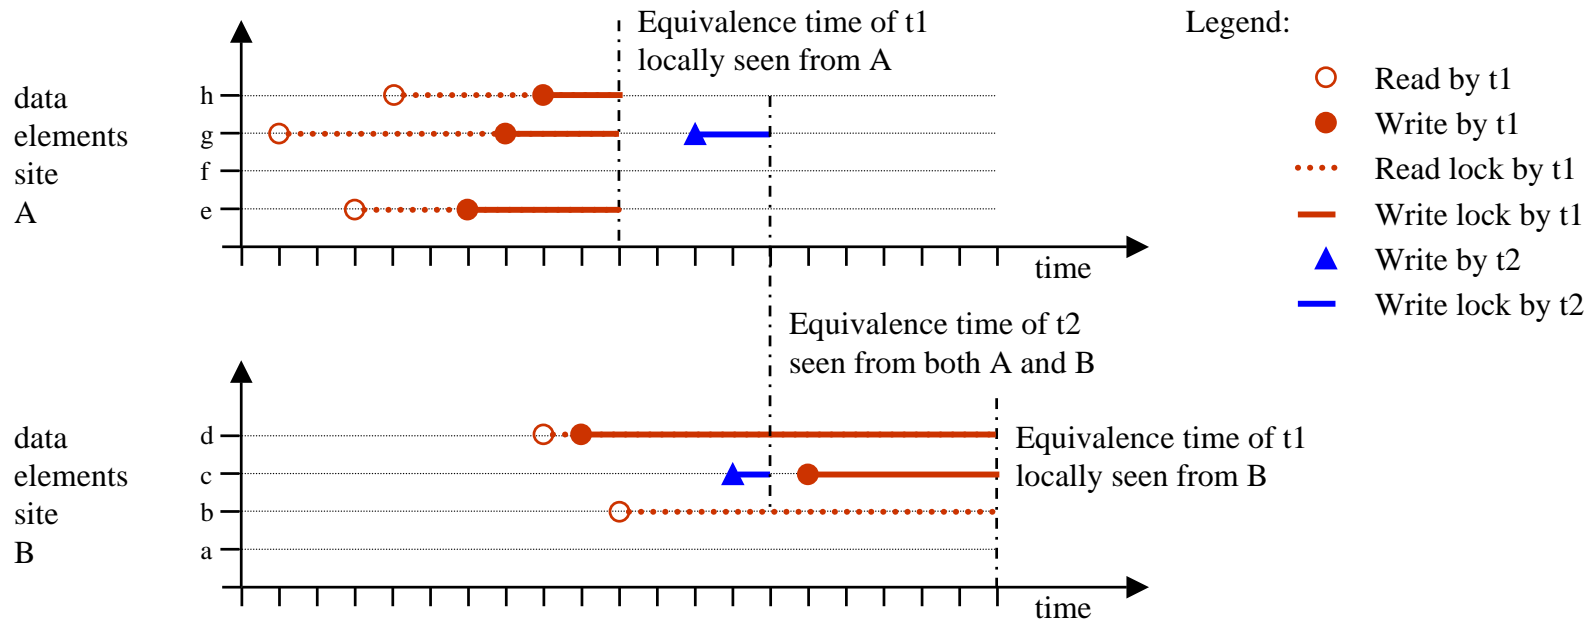 Equivalence time of t1
locally seen from A
Legend:
data
elements
site
A
h
g
f
e
time
Read by t1
Write by t1
Read lock by t1
Write lock by t1
Write by t2
Write lock by t2
Equivalence time of t2
seen from both A and B
data
elements
site
B
d
c
b
a
Equivalence time of t1
locally seen from B
time